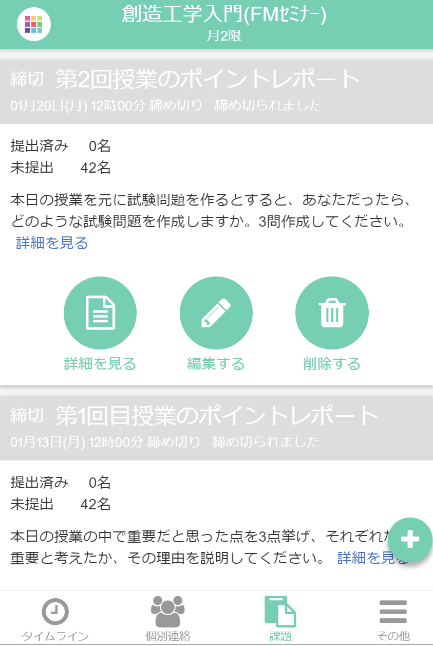 創造工学入門(FMｾﾐﾅｰ)
月2限
締切 第2回授業のポイントレポート
01月20日(月) 12時00分 締め切り 締め切られました
提出済み 0名
未提出 42名
本日の授業を元に試験問題を作るとすると、あなただったら、
どのような試験問題を作成しますか。3問作成してください。
詳細を見る
詳細を見る 編集する 削除する
締切 第1回目授業のポイントレポート
01月13日(月) 12時00分 締め切り 締め切られました
提出済み 0名
未提出 42名
本日の授業の中で重要だと思った点を3点挙げ、それぞれ
重要と考えたか、その理由を説明してください。 詳細を見る
タイムライン 個別連絡 課題 その他